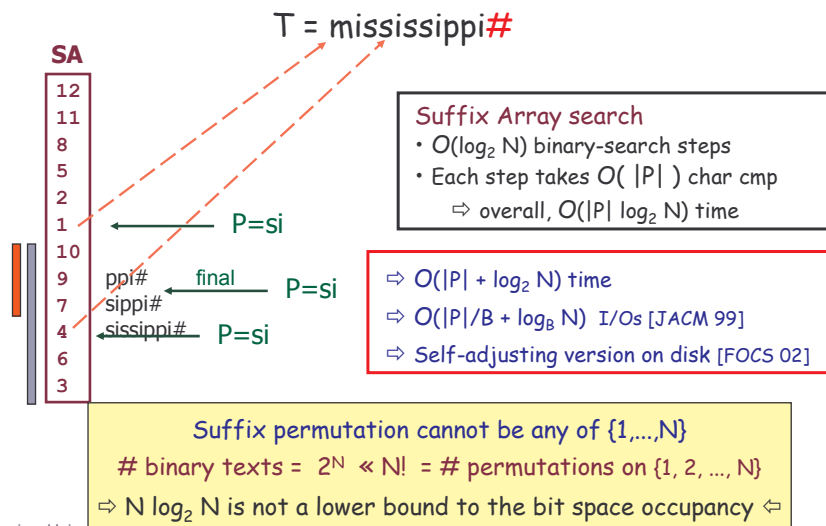 T = mississippi#
SA
12
11
8
5
2
1
10
9
7
4
6
3
P=si
ppi#
final
P=si
sippi#
sissippi#
P=si
Suffix Array search
• O(log₂ N) binary-search steps
• Each step takes O( |P| ) char cmp
⇨ overall, O(|P| log₂ N) time
⇨ O(|P| + log₂ N) time
⇨ O(|P|/B + log_B N) I/Os [JACM 99]
⇨ Self-adjusting version on disk [FOCS 02]
Suffix permutation cannot be any of {1,...,N}
# binary texts = 2ᴺ « N! = # permutations on {1, 2, ..., N}
⇨ N log₂ N is not a lower bound to the bit space occupancy ⇦